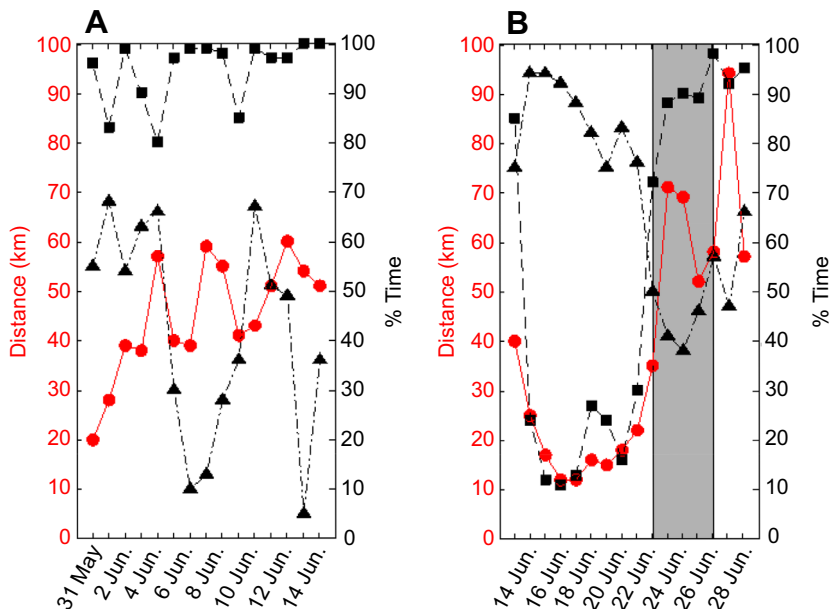 A
B
100
90
80
70
60
50
40
30
20
10
0
Distance (km)
100
90
80
70
60
50
40
30
20
10
0
% Time
31 May
2 Jun.
4 Jun.
6 Jun.
8 Jun.
10 Jun.
12 Jun.
14 Jun.
100
90
80
70
60
50
40
30
20
10
0
Distance (km)
100
90
80
70
60
50
40
30
20
10
0
% Time
14 Jun.
16 Jun.
18 Jun.
20 Jun.
22 Jun.
24 Jun.
26 Jun.
28 Jun.